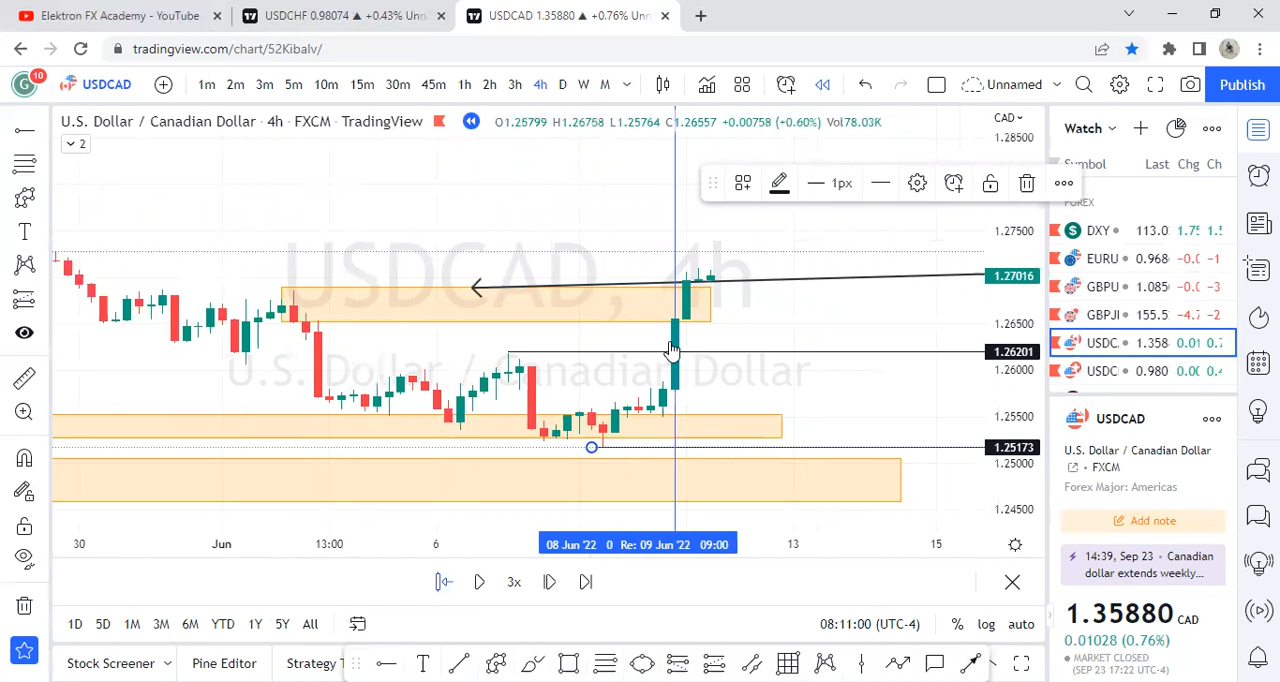 Elektron FX Academy - YouTube
USDCHF 0.98074 ▲ +0.43% Unn
USDCAD 1.35880 ▲ +0.76% Unn
tradingview.com/chart/52Kibalv/
10
G
USDCAD
1m 2m 3m 5m 10m 15m 30m 45m 1h 2h 3h 4h D W M
Unnamed
Publish
U.S. Dollar / Canadian Dollar · 4h · FXCM · TradingView
O1.25799 H1.26758 L1.25764 C1.26557 +0.00758 (+0.60%) Vol78.03K
2
CAD
1.28500
1.27500
1.27016
1.26500
1.26201
1.26000
1.25500
1.25173
1.25000
1.24500
1px
USDCAD, 4h
U.S. Dollar / Canadian Dollar
30
Jun
13:00
6
08 Jun '22 0
Re: 09 Jun '22 09:00
13
15
3x
1D 5D 1M 3M 6M YTD 1Y 5Y All
08:11:00 (UTC-4)
% log auto
Stock Screener
Pine Editor
Strategy
Watch
Symbol Last Chg Ch
FOREX
DXY 113.0 1.75 1.5
EURU 0.968 -0.0 -1
GBPU 1.085 -0.0 -3
GBPJ 155.5 -4.7 -2
USDC. 1.358 0.01 0.7
USDC 0.980 0.00 0.4
USDCAD
U.S. Dollar / Canadian Dollar
FXCM
Forex Major: Americas
Add note
14:39, Sep 23 • Canadian
dollar extends weekly...
1.35880 CAD
0.01028 (0.76%)
MARKET CLOSED
(SEP 23 17:22 UTC-4)